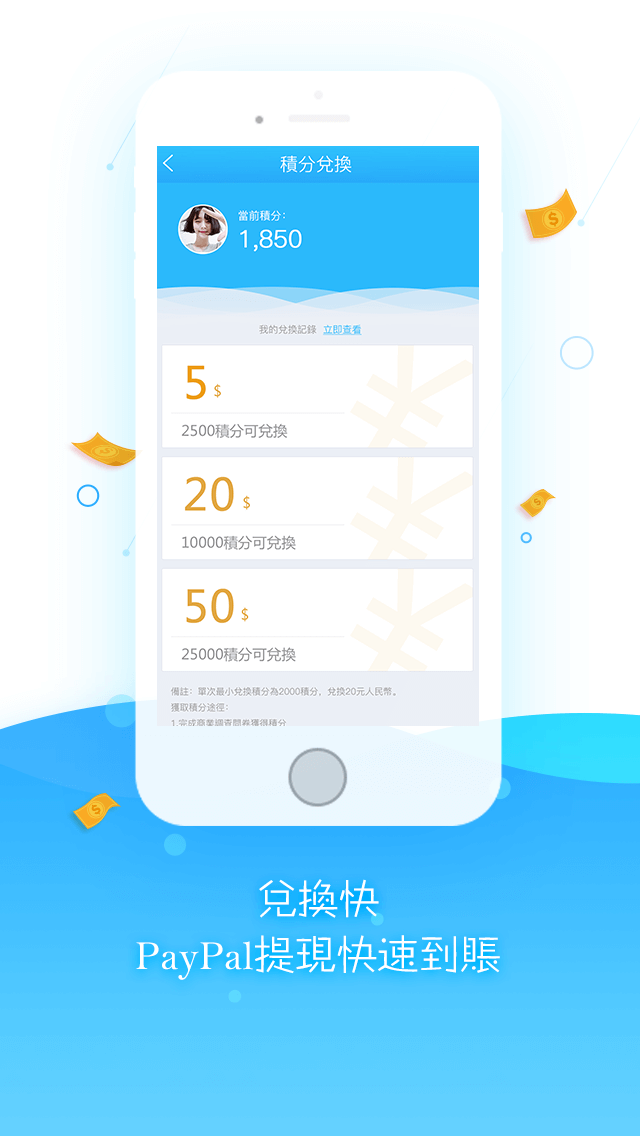 積分兌換
當前積分:
1,850
我的兌換記錄 立即查看
5 $
2500積分可兌換
20 $
10000積分可兌換
50 $
25000積分可兌換
備註：單次最小兌換積分為2000積分，兌換20元人民幣。
獲取積分途徑：
1.完成商業調查問卷獲得積分
兌換快
PayPal提現快速到賬